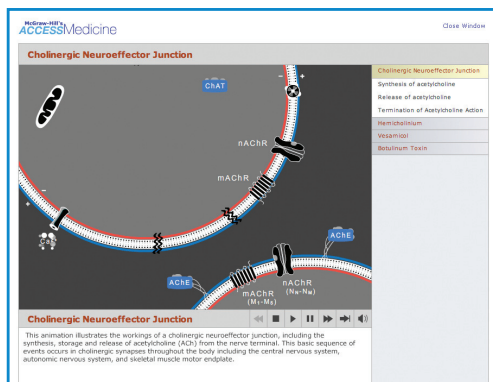 McGraw-Hill's
ACCESSMedicine
Close Window
Cholinergic Neuroeffector Junction
Cholinergic Neuroeffector Junction
Synthesis of acetylcholine
Release of acetylcholine
Termination of Acetylcholine Action
Hemicholinium
Vesamicol
Botulinum Toxin
ChAT
- +
nAChR
mAChR
-
+
Ca
AChE
AChE
mAChR
(M₁-M₅)
nAChR
(Nɴ-Nᴍ)
Cholinergic Neuroeffector Junction
This animation illustrates the workings of a cholinergic neuroeffector junction, including the
synthesis, storage and release of acetylcholine (ACh) from the nerve terminal. This basic sequence of
events occurs in cholinergic synapses throughout the body including the central nervous system,
autonomic nervous system, and skeletal muscle motor endplate.